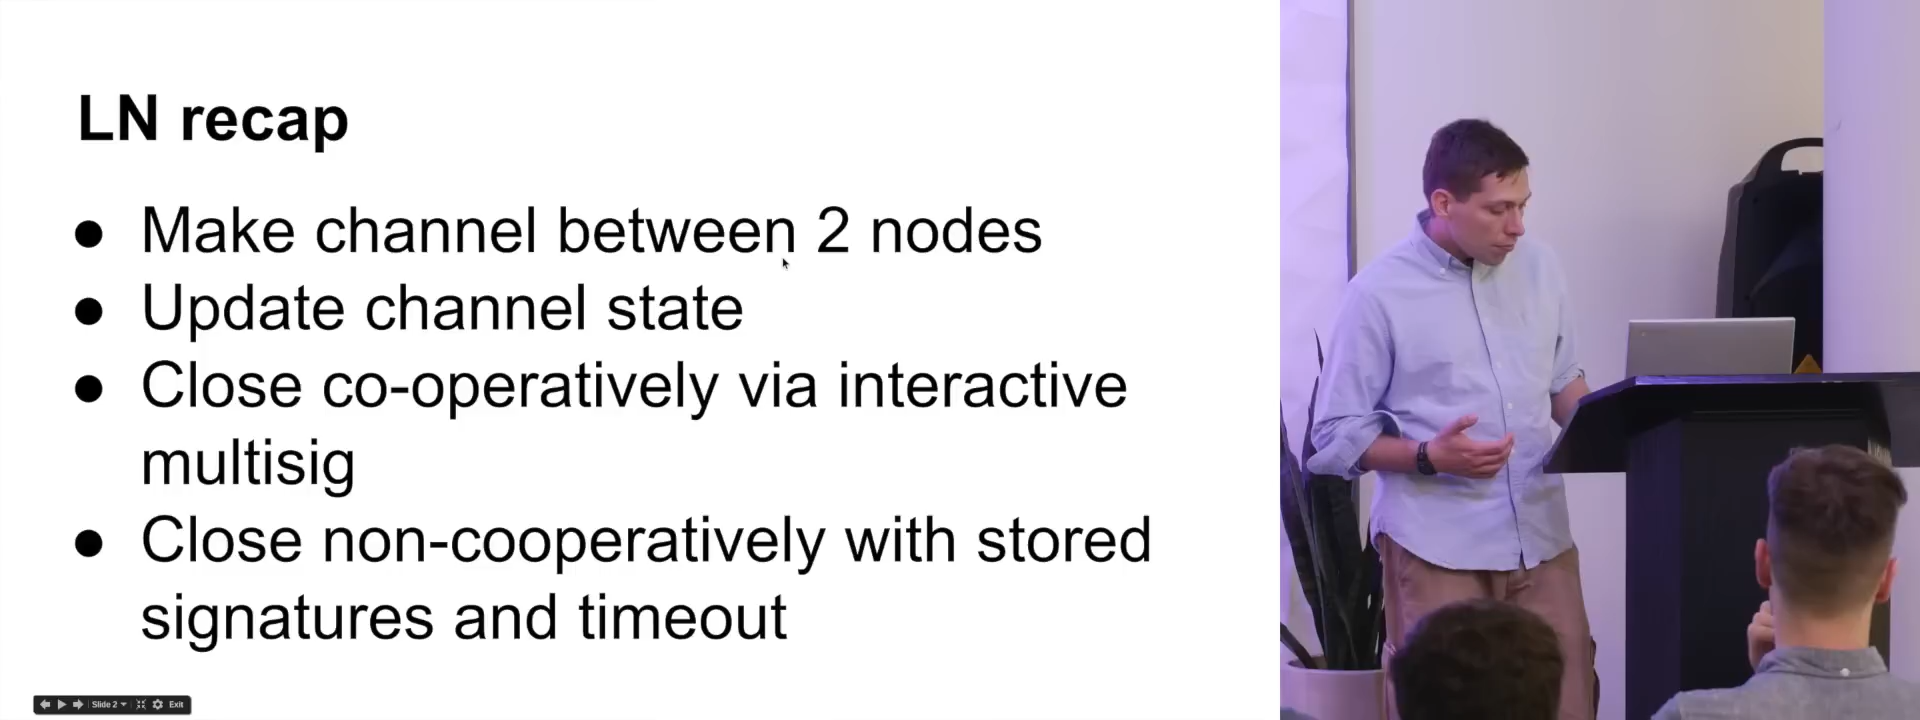 LN recap
● Make channel between 2 nodes
● Update channel state
● Close co-operatively via interactive
multisig
● Close non-cooperatively with stored
signatures and timeout
Slide 2
Exit